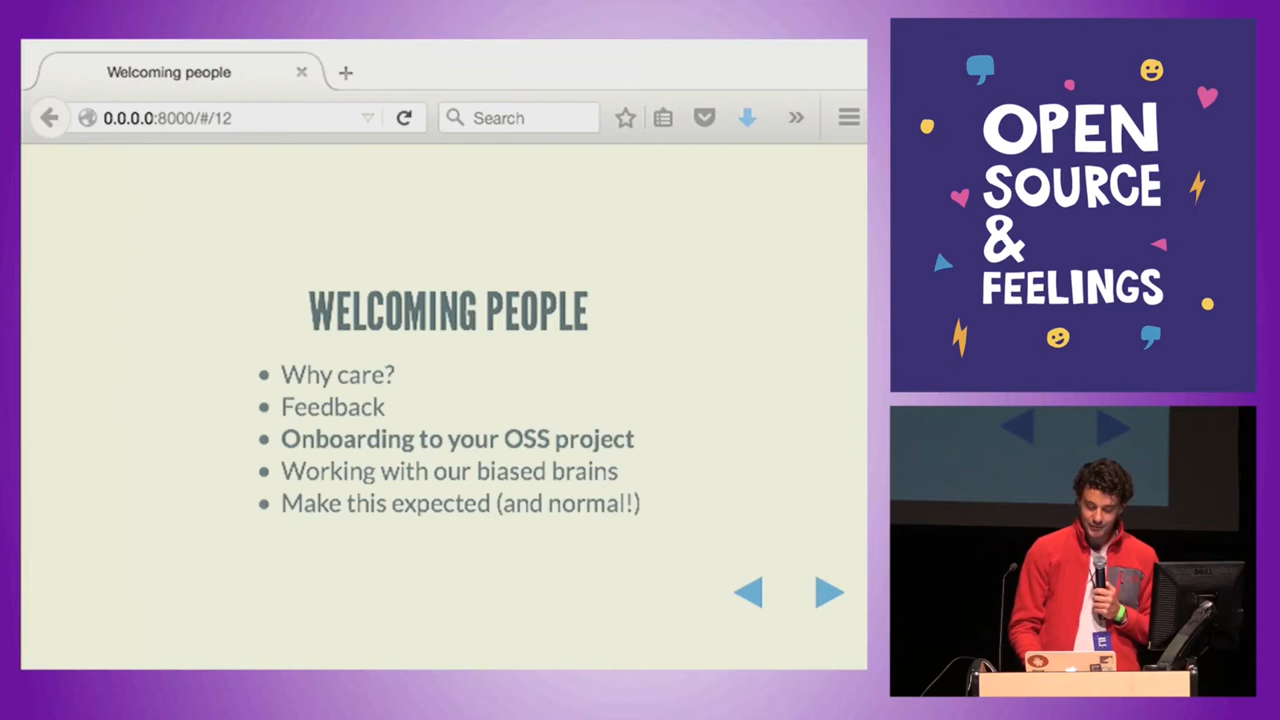 Welcoming people
0.0.0.0:8000/#/12
Search
WELCOMING PEOPLE
Why care?
Feedback
Onboarding to your OSS project
Working with our biased brains
Make this expected (and normal!)
OPEN
SOURCE
&
FEELINGS
DELL